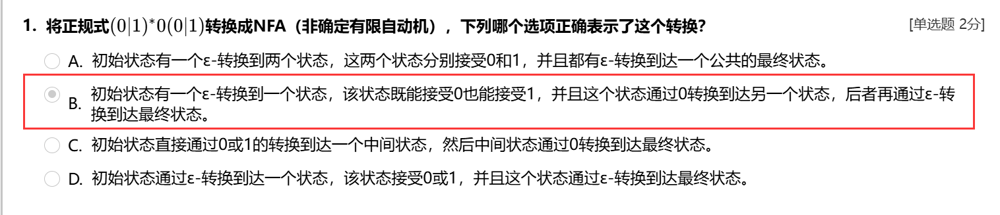 1. 将正规式(0|1)*0(0|1)转换成NFA（非确定有限自动机），下列哪个选项正确表示了这个转换？ [单选题 2分]
A. 初始状态有一个ε-转换到两个状态，这两个状态分别接受0和1，并且都有ε-转换到达一个公共的最终状态。
B. 初始状态有一个ε-转换到一个状态，该状态既能接受0也能接受1，并且这个状态通过0转换到达另一个状态，后者再通过ε-转
换到达最终状态。
C. 初始状态直接通过0或1的转换到达一个中间状态，然后中间状态通过0转换到达最终状态。
D. 初始状态通过ε-转换到达一个状态，该状态接受0或1，并且这个状态通过ε-转换到达最终状态。